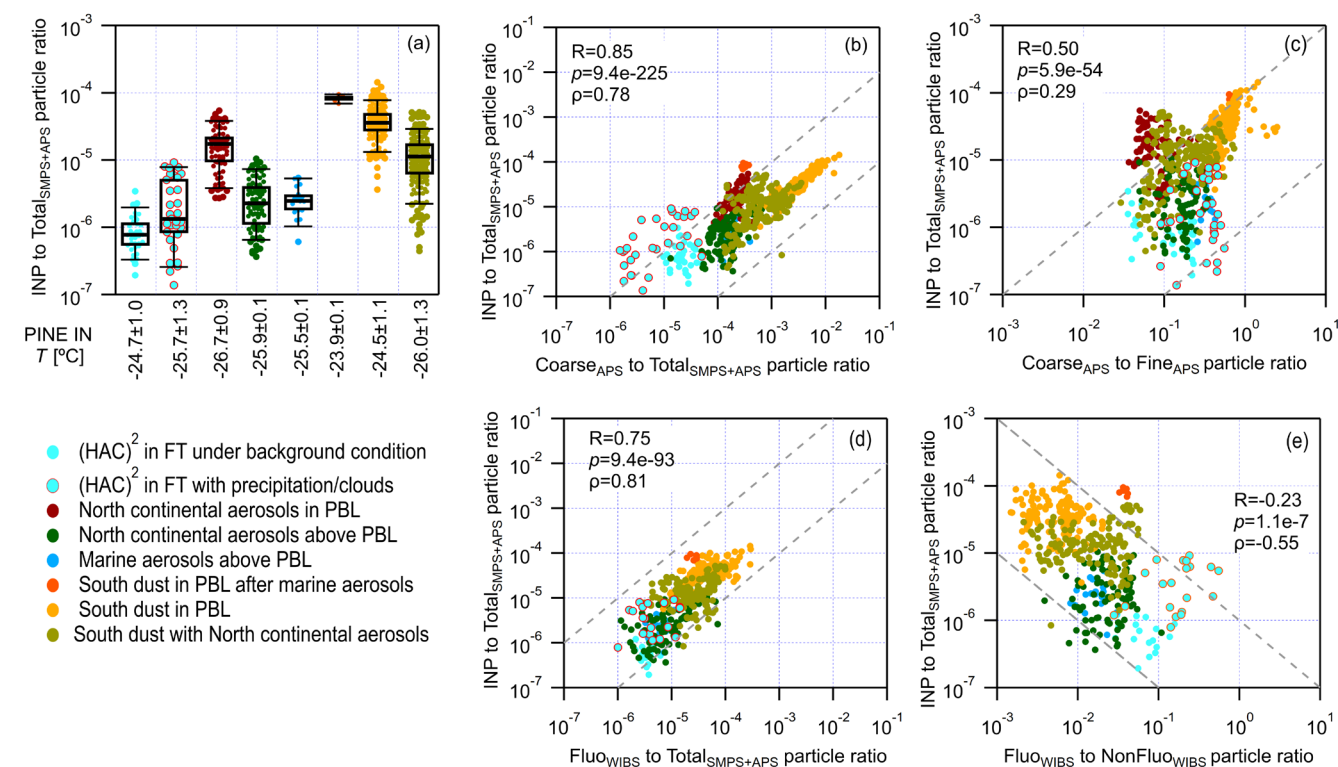 (a)
INP to Total_SMPS+APS particle ratio
10^-3
10^-4
10^-5
10^-6
10^-7
PINE IN
T [ºC]
-24.7±1.0
-25.7±1.3
-26.7±0.9
-25.9±0.1
-25.5±0.1
-23.9±0.1
-24.5±1.1
-26.0±1.3
(b)
R=0.85
p=9.4e-225
ρ=0.78
INP to Total_SMPS+APS particle ratio
10^-1
10^-2
10^-3
10^-4
10^-5
10^-6
10^-7
10^-7 10^-6 10^-5 10^-4 10^-3 10^-2 10^-1
Coarse_APS to Total_SMPS+APS particle ratio
(c)
R=0.50
p=5.9e-54
ρ=0.29
INP to Total_SMPS+APS particle ratio
10^-3
10^-4
10^-5
10^-6
10^-7
10^-3 10^-2 10^-1 10^0 10^1
Coarse_APS to Fine_APS particle ratio
(HAC)^2 in FT under background condition
(HAC)^2 in FT with precipitation/clouds
North continental aerosols in PBL
North continental aerosols above PBL
Marine aerosols above PBL
South dust in PBL after marine aerosols
South dust in PBL
South dust with North continental aerosols
(d)
R=0.75
p=9.4e-93
ρ=0.81
INP to Total_SMPS+APS particle ratio
10^-1
10^-2
10^-3
10^-4
10^-5
10^-6
10^-7
10^-7 10^-6 10^-5 10^-4 10^-3 10^-2 10^-1
Fluo_WIBS to Total_SMPS+APS particle ratio
(e)
R=-0.23
p=1.1e-7
ρ=-0.55
INP to Total_SMPS+APS particle ratio
10^-3
10^-4
10^-5
10^-6
10^-7
10^-3 10^-2 10^-1 10^0 10^1
Fluo_WIBS to NonFluo_WIBS particle ratio